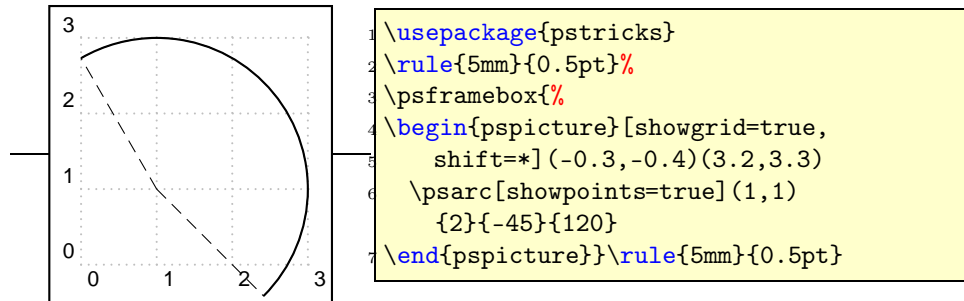 3
2
1
0
0 1 2 3
1 \usepackage{pstricks}
2 \rule{5mm}{0.5pt}%
3 \psframebox{%
4 \begin{pspicture}[showgrid=true,
5 shift=*](-0.3,-0.4)(3.2,3.3)
6 \psarc[showpoints=true](1,1)
{2}{-45}{120}
7 \end{pspicture}}\rule{5mm}{0.5pt}